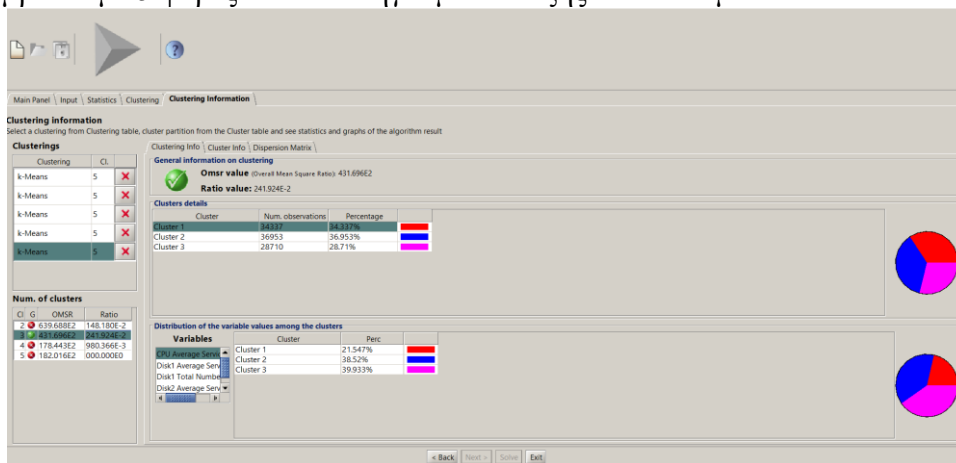 Main Panel Input Statistics Clustering Clustering Information
Clustering information
Select a clustering from Clustering table, cluster partition from the Cluster table and see statistics and graphs of the algorithm result
Clusterings
Clustering Cl.
k-Means 5
k-Means 5
k-Means 5
k-Means 5
k-Means 5
Num. of clusters
Cl G OMSR Ratio
2 639.688E2 148.180E-2
3 431.696E2 241.924E-2
4 178.443E2 980.366E-3
5 182.016E2 000.000E0
Clustering Info Cluster Info Dispersion Matrix
General information on clustering
Omsr value (Overall Mean Square Ratio): 431.696E2
Ratio value: 241.924E-2
Clusters details
Cluster Num. observations Percentage
Cluster 1 34337 34.337%
Cluster 2 36953 36.953%
Cluster 3 28710 28.71%
Distribution of the variable values among the clusters
Variables
CPU Average Servic
Disk1 Average Serv
Disk1 Total Numbe
Disk2 Average Serv
Cluster Perc
Cluster 1 21.547%
Cluster 2 38.52%
Cluster 3 39.933%
< Back Next > Solve Exit